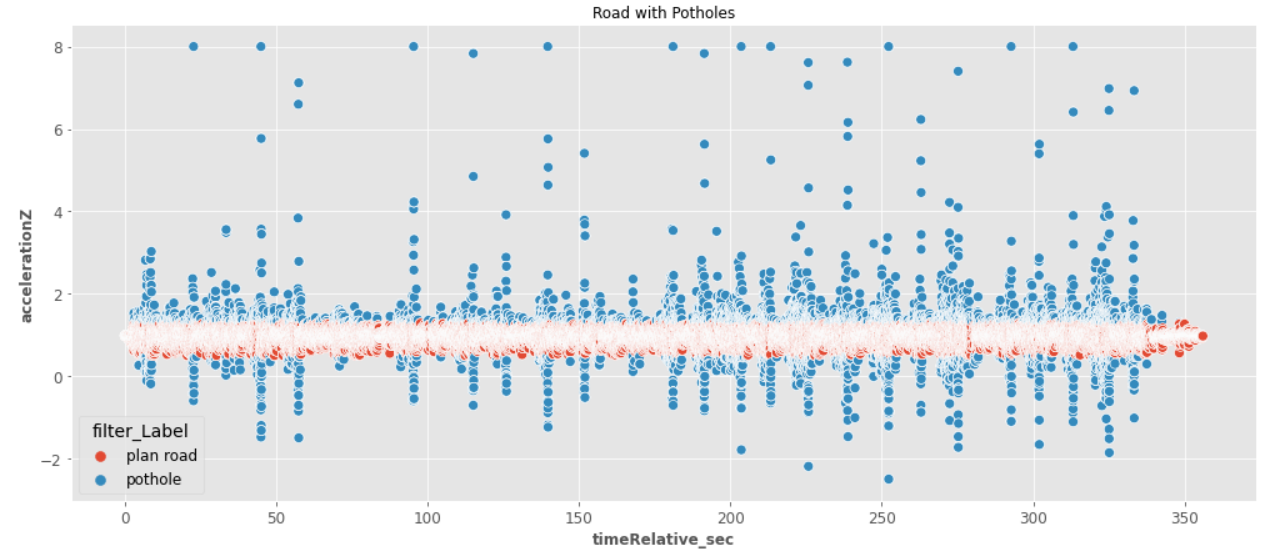 Road with Potholes
8
6
4
2
0
−2
accelerationZ
filter_Label
plan road
pothole
0 50 100 150 200 250 300 350
timeRelative_sec